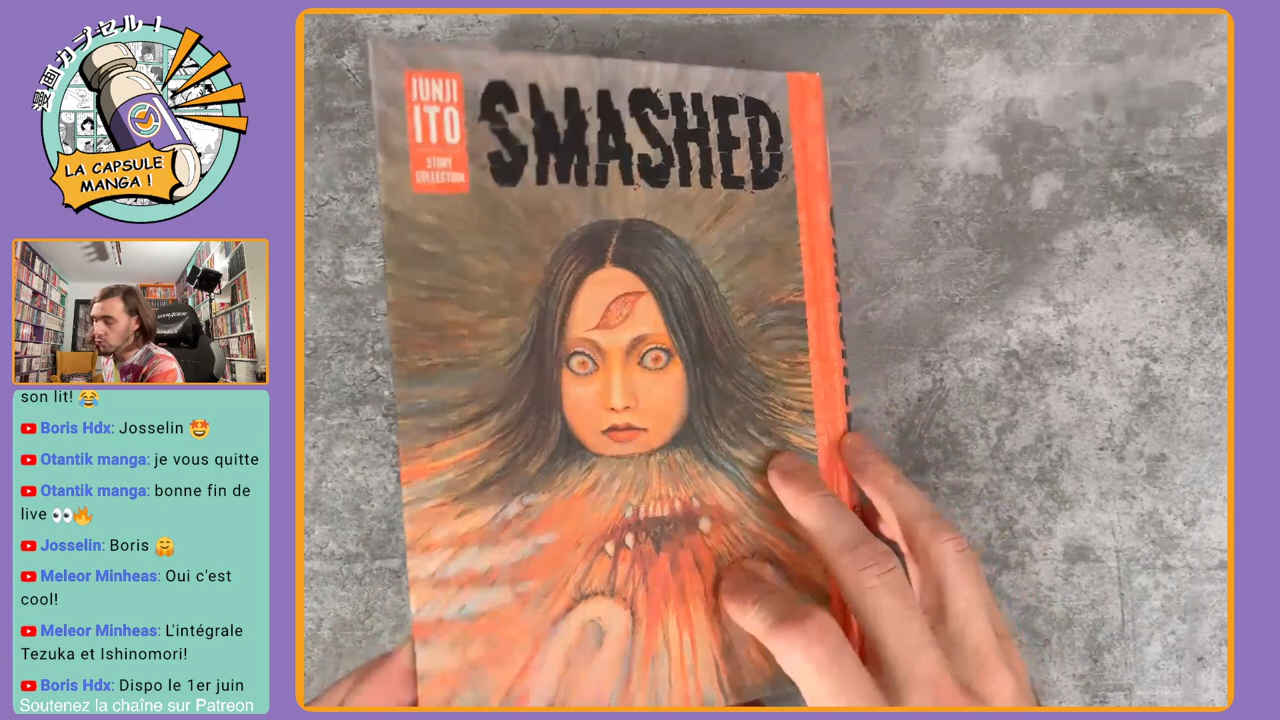 漫画カプセル!
LA CAPSULE
MANGA !
JUNJI
ITO
STORY
COLLECTION
SMASHED
son lit! 😂
Boris Hdx: Josselin 🤩
Otantik manga: je vous quitte
Otantik manga: bonne fin de
live 👀🔥
Josselin: Boris 🤗
Meleor Minheas: Oui c'est
cool!
Meleor Minheas: L'intégrale
Tezuka et Ishinomori!
Boris Hdx: Dispo le 1er juin
Soutenez la chaîne sur Patreon